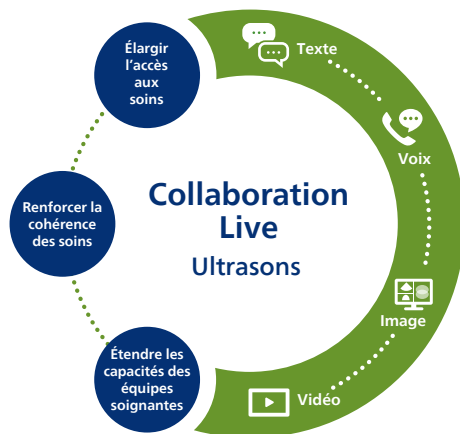 Élargir
l'accès aux
soins
Texte
Voix
Renforcer la
cohérence
des soins
Collaboration
Live
Ultrasons
Image
Étendre les
capacités des
équipes
soignantes
Vidéo